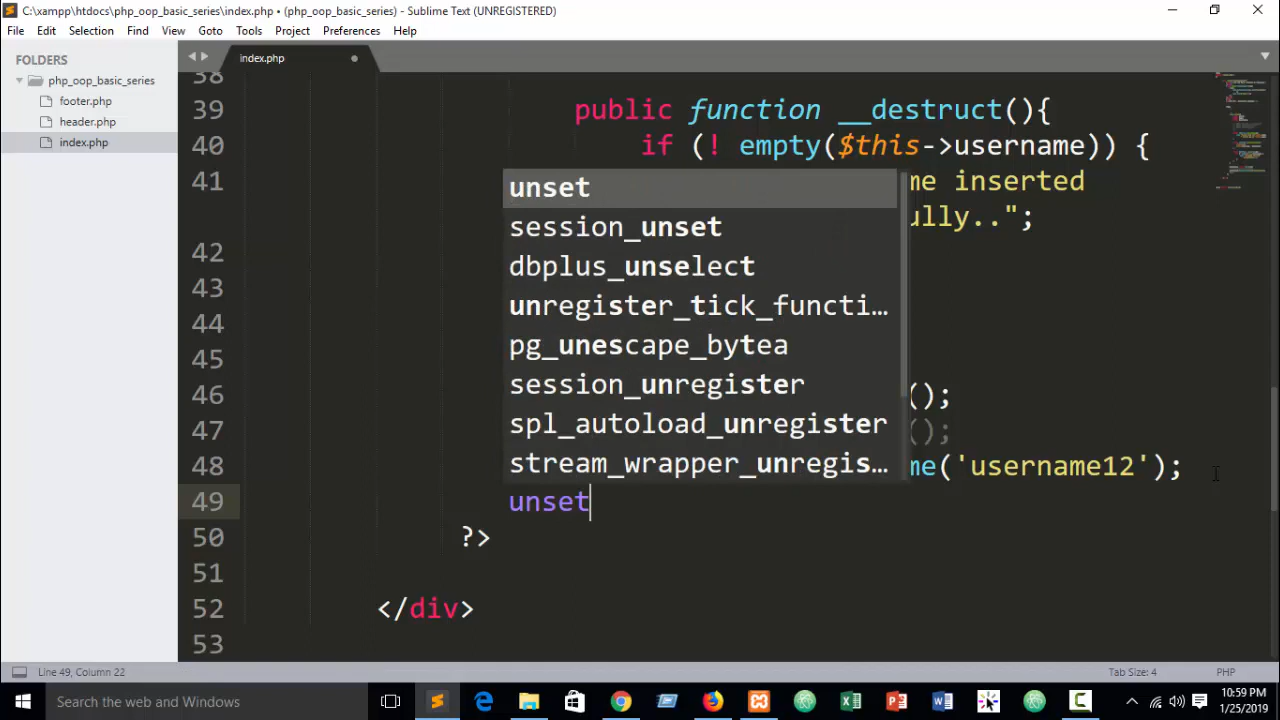 C:\xampp\htdocs\php_oop_basic_series\index.php • (php_oop_basic_series) - Sublime Text (UNREGISTERED)
File Edit Selection Find View Goto Tools Project Preferences Help
FOLDERS
php_oop_basic_series
footer.php
header.php
index.php
index.php
38
39 public function __destruct(){
40 if (! empty($this->username)) {
41 me inserted
ully..";
42
43
44
45
46 ();
47 ();
48 me('username12');
49 unset
50 ?>
51
52 </div>
53
unset
session_unset
dbplus_unselect
unregister_tick_functi…
pg_unescape_bytea
session_unregister
spl_autoload_unregister
stream_wrapper_unregis…
Line 49, Column 22
Tab Size: 4
PHP
Search the web and Windows
10:59 PM
1/25/2019